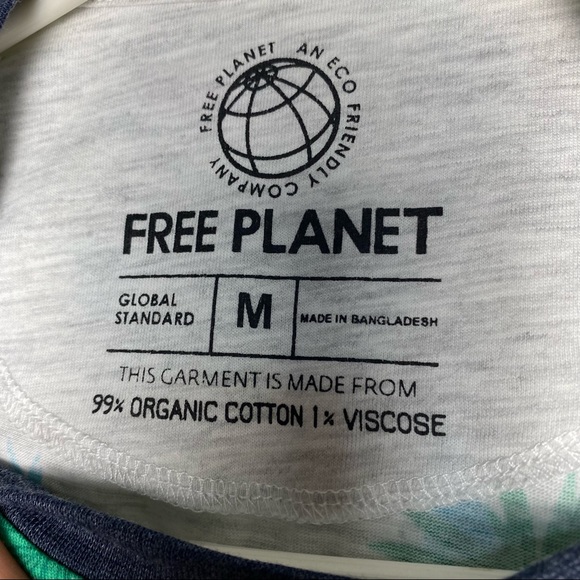 FREE PLANET AN ECO FRIENDLY COMPANY
FREE PLANET
GLOBAL
STANDARD
M
MADE IN BANGLADESH
THIS GARMENT IS MADE FROM
99% ORGANIC COTTON 1% VISCOSE